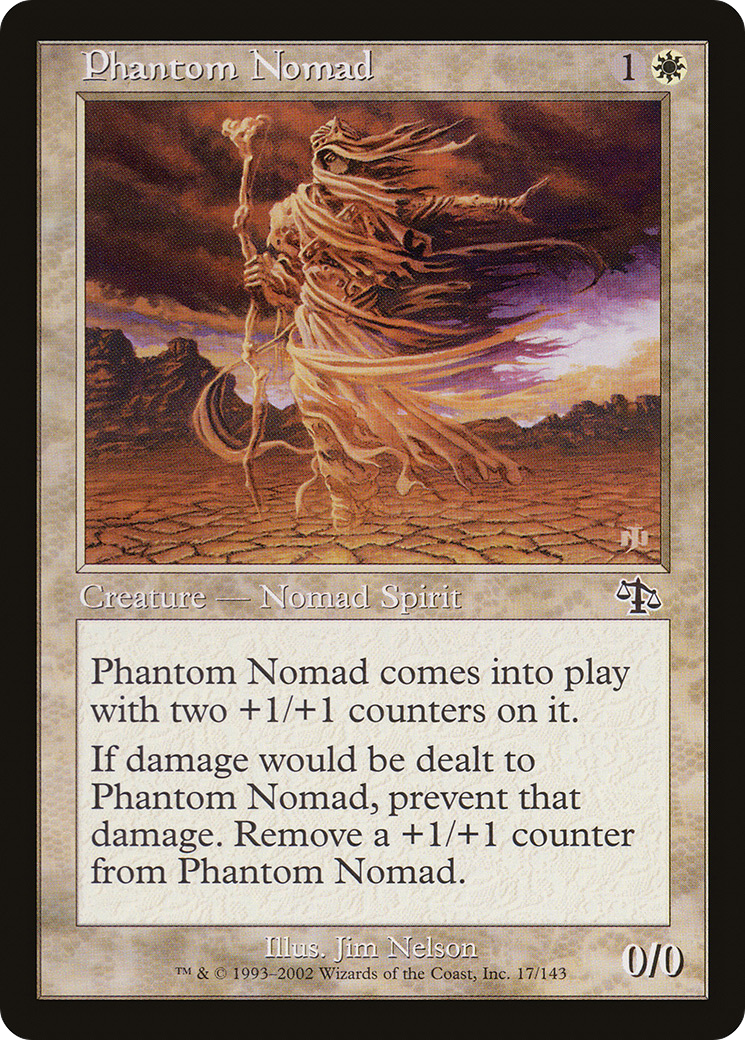 Phantom Nomad 1
Creature — Nomad Spirit
Phantom Nomad comes into play
with two +1/+1 counters on it.
If damage would be dealt to
Phantom Nomad, prevent that
damage. Remove a +1/+1 counter
from Phantom Nomad.
Illus. Jim Nelson
™ & © 1993–2002 Wizards of the Coast, Inc. 17/143
0/0